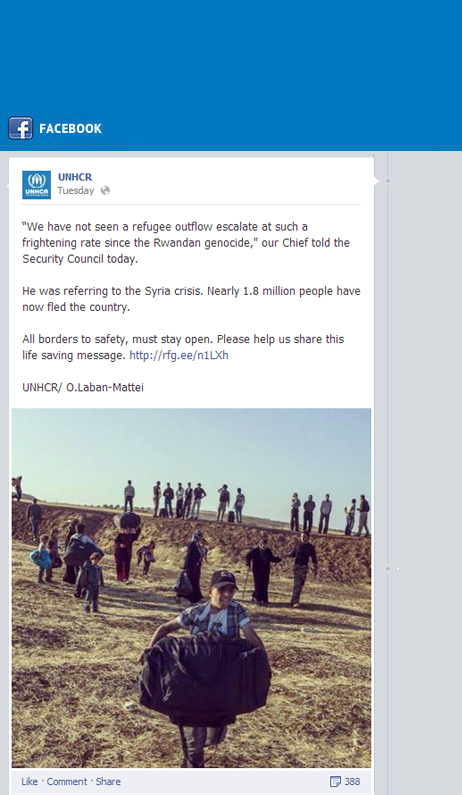 FACEBOOK
UNHCR
UNHCR
Tuesday
“We have not seen a refugee outflow escalate at such a
frightening rate since the Rwandan genocide," our Chief told the
Security Council today.
He was referring to the Syria crisis. Nearly 1.8 million people have
now fled the country.
All borders to safety, must stay open. Please help us share this
life saving message. http://rfg.ee/n1LXh
UNHCR/ O.Laban-Mattei
Like · Comment · Share
388